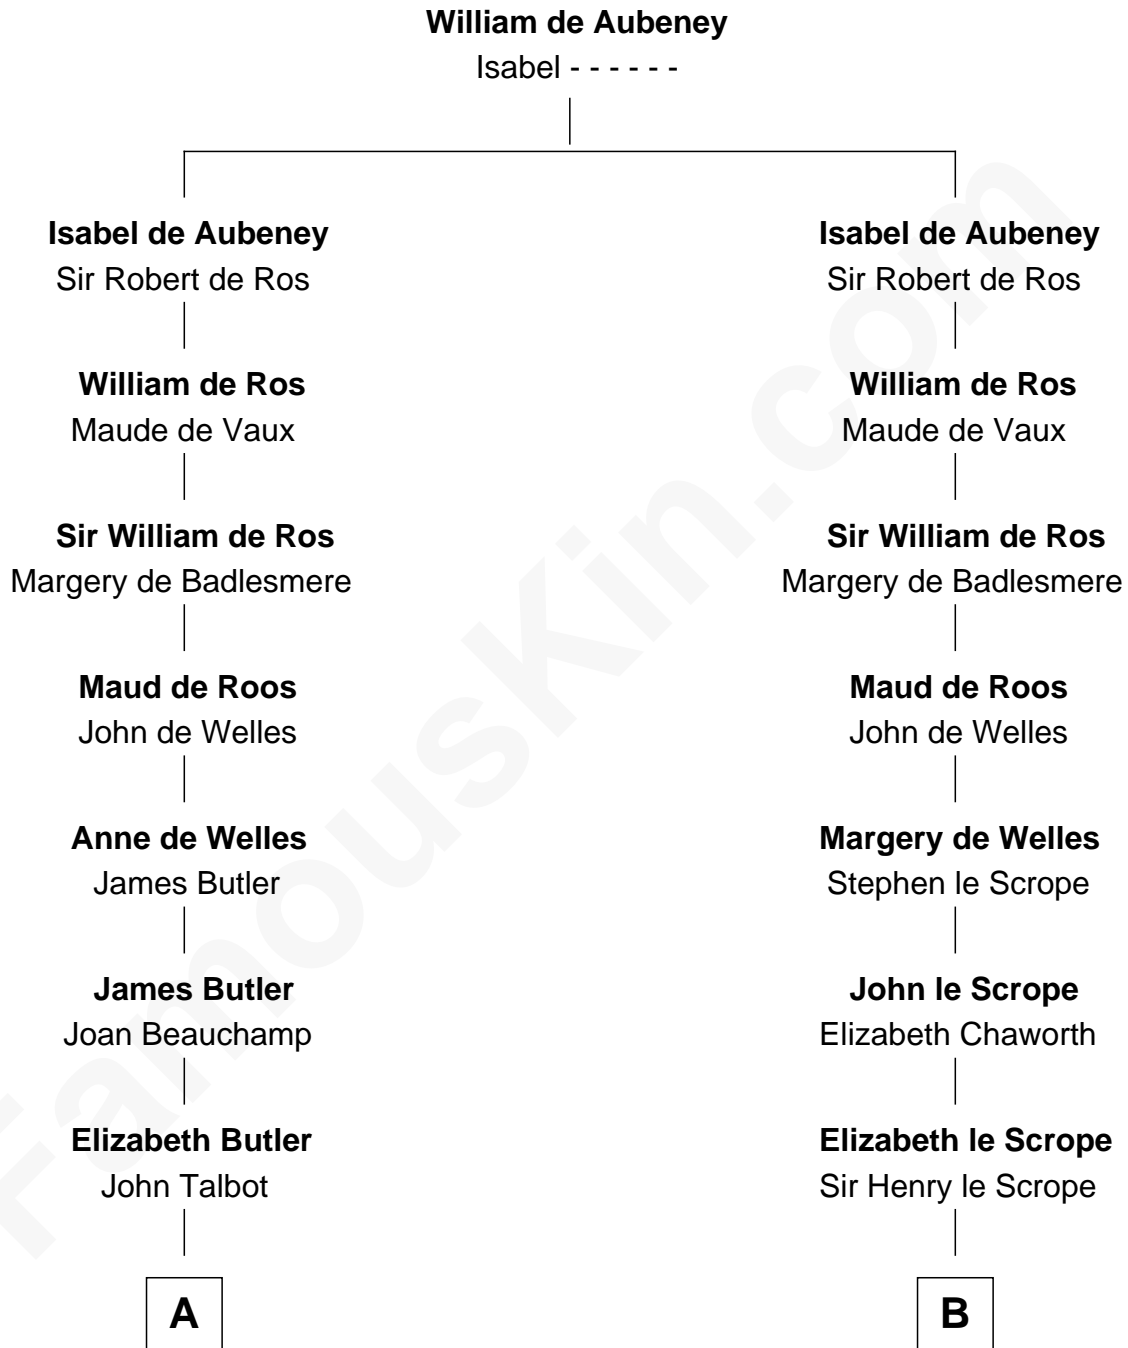 William de Aubeney
Isabel - - - - - -
Isabel de Aubeney
Sir Robert de Ros
William de Ros
Maude de Vaux
Sir William de Ros
Margery de Badlesmere
Maud de Roos
John de Welles
Anne de Welles
James Butler
James Butler
Joan Beauchamp
Elizabeth Butler
John Talbot
A
Isabel de Aubeney
Sir Robert de Ros
William de Ros
Maude de Vaux
Sir William de Ros
Margery de Badlesmere
Maud de Roos
John de Welles
Margery de Welles
Stephen le Scrope
John le Scrope
Elizabeth Chaworth
Elizabeth le Scrope
Sir Henry le Scrope
B
FamousKin.com